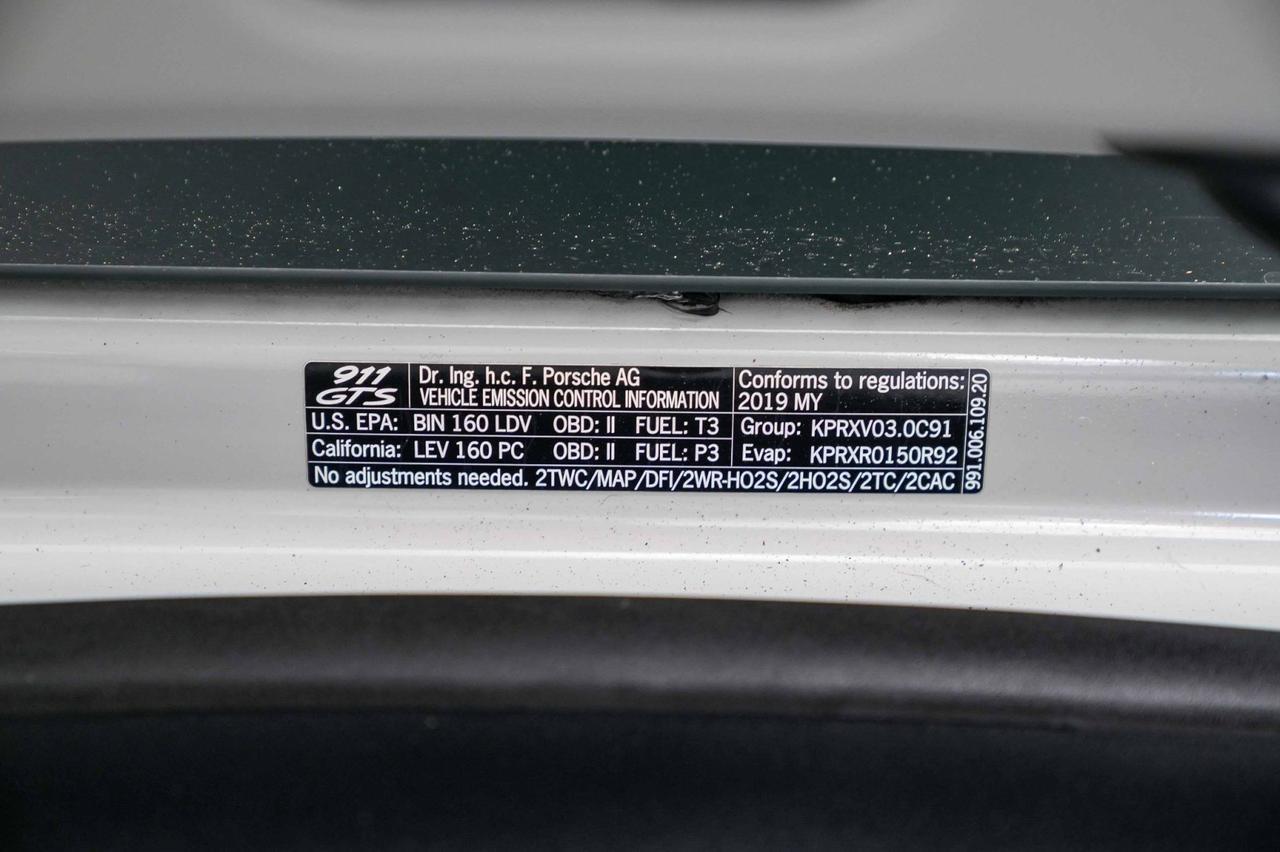 911 GTS
Dr. Ing. h.c. F. Porsche AG
VEHICLE EMISSION CONTROL INFORMATION
Conforms to regulations:
2019 MY
U.S. EPA: BIN 160 LDV OBD: II FUEL: T3
California: LEV 160 PC OBD: II FUEL: P3
Group: KPRXV03.0C91
Evap: KPRXR0150R92
No adjustments needed. 2TWC/MAP/DFI/2WR-HO2S/2HO2S/2TC/2CAC
991.006.109.20